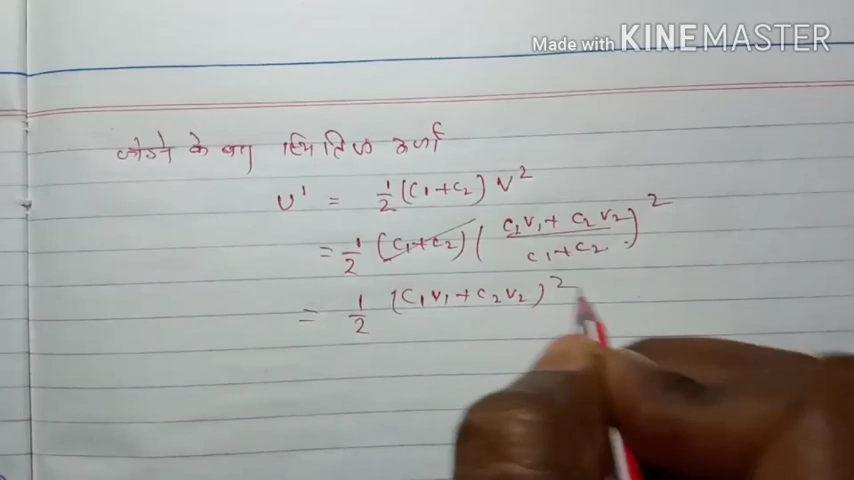 Made with KINEMASTER
जोड़ने के बाद स्थितिज ऊर्जा
U' = 1/2 (C1+C2) V^2
= 1/2 (C1+C2) ( (C1V1 + C2V2) / (C1+C2) )^2
= 1/2 (C1V1+C2V2)^2